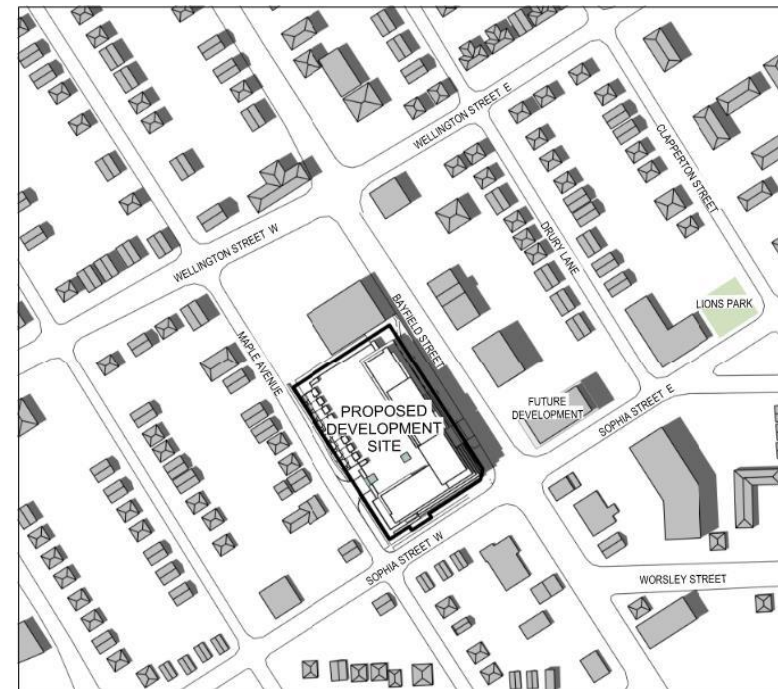 WELLINGTON STREET E
CLAPPERTON STREET
DRURY LANE
WELLINGTON STREET W
LIONS PARK
BAYFIELD STREET
MAPLE AVENUE
PROPOSED
DEVELOPMENT
SITE
FUTURE
DEVELOPMENT
SOPHIA STREET E
SOPHIA STREET W
WORSLEY STREET